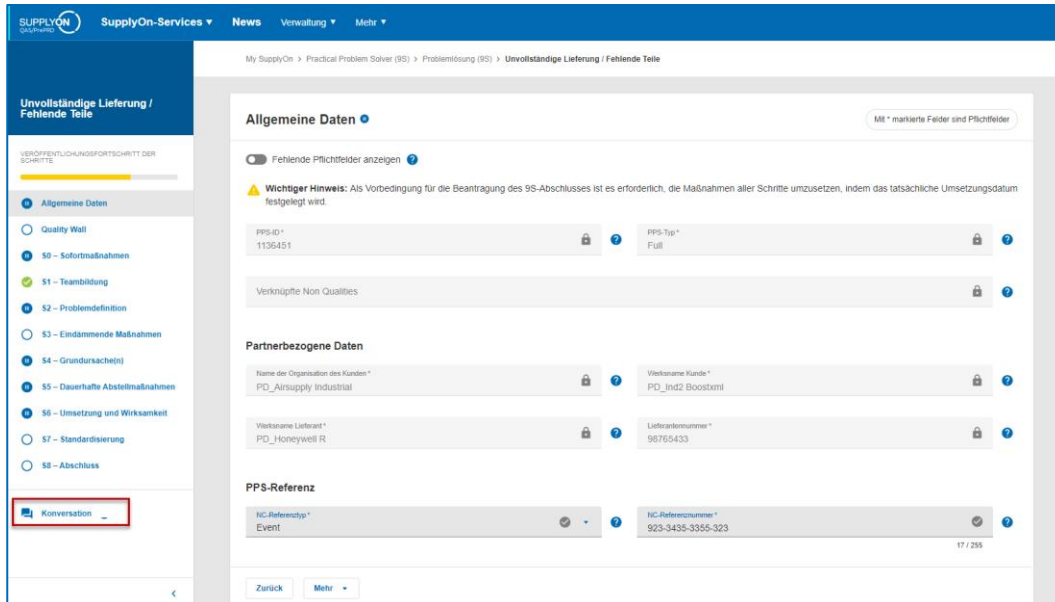 SUPPLYON
QAS/PrePRO
SupplyOn-Services
News
Verwaltung
Mehr
My SupplyOn > Practical Problem Solver (9S) > Problemlösung (9S) > Unvollständige Lieferung / Fehlende Teile
Unvollständige Lieferung /
Fehlende Teile
VERÖFFENTLICHUNGSFORTSCHRITT DER
SCHRITTE
Allgemeine Daten
Quality Wall
S0 – Sofortmaßnahmen
S1 – Teambildung
S2 – Problemdefinition
S3 – Eindämmende Maßnahmen
S4 – Grundursache(n)
S5 – Dauerhafte Abstellmaßnahmen
S6 – Umsetzung und Wirksamkeit
S7 – Standardisierung
S8 – Abschluss
Konversation
Allgemeine Daten
Mit * markierte Felder sind Pflichtfelder
Fehlende Pflichtfelder anzeigen
Wichtiger Hinweis: Als Vorbedingung für die Beantragung des 9S-Abschlusses ist es erforderlich, die Maßnahmen aller Schritte umzusetzen, indem das tatsächliche Umsetzungsdatum
festgelegt wird.
PPS-ID *
1136451
PPS-Typ *
Full
Verknüpfte Non Qualities
Partnerbezogene Daten
Name der Organisation des Kunden *
PD_Airsupply Industrial
Werksname Kunde *
PD_Ind2 Boostxml
Werksname Lieferant *
PD_Honeywell R
Lieferantennummer *
98765433
PPS-Referenz
NC-Referenztyp *
Event
NC-Referenznummer *
923-3435-3355-323
17 / 255
Zurück
Mehr